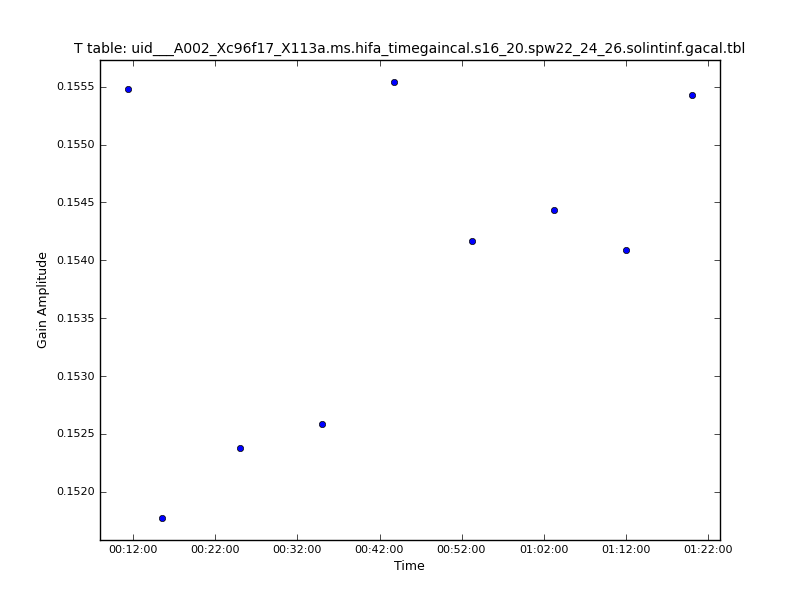 T table: uid___A002_Xc96f17_X113a.ms.hifa_timegaincal.s16_20.spw22_24_26.solintinf.gacal.tbl
0.1555
0.1550
0.1545
0.1540
0.1535
0.1530
0.1525
0.1520
Gain Amplitude
00:12:00 00:22:00 00:32:00 00:42:00 00:52:00 01:02:00 01:12:00 01:22:00
Time